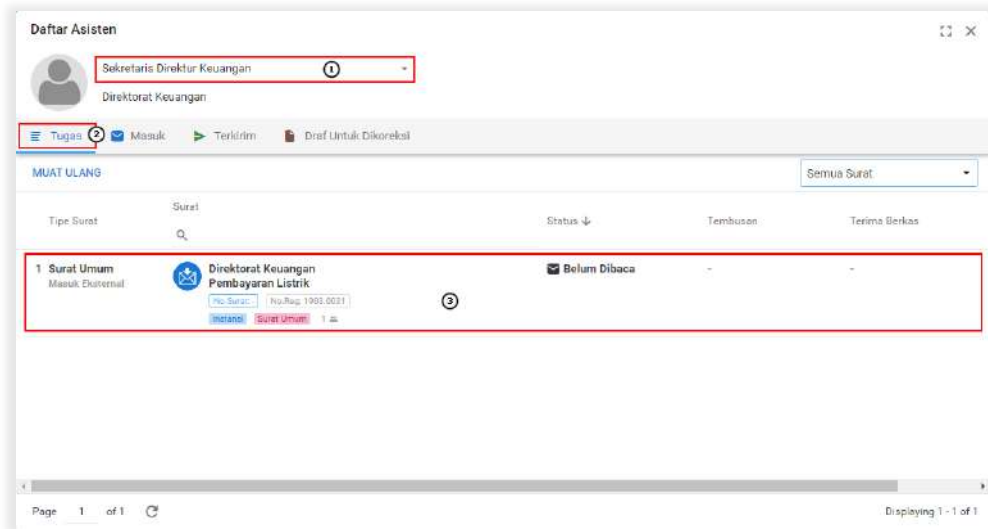 Daftar Asisten
Sekretaris Direktur Keuangan 1
Direktorat Keuangan
Tugas 2 Masuk Terkirim Draf Untuk Dikoreksi
MUAT ULANG Semua Surat
Tipe Surat Surat Status Tembusan Terima Berkas
1 Surat Umum Direktorat Keuangan Belum Dibaca - -
Masuk Eksternal Pembayaran Listrik
No.Surat: - No.Reg: 1903.0031 3
Instansi Surat Umum 1
Page 1 of 1 Displaying 1 - 1 of 1